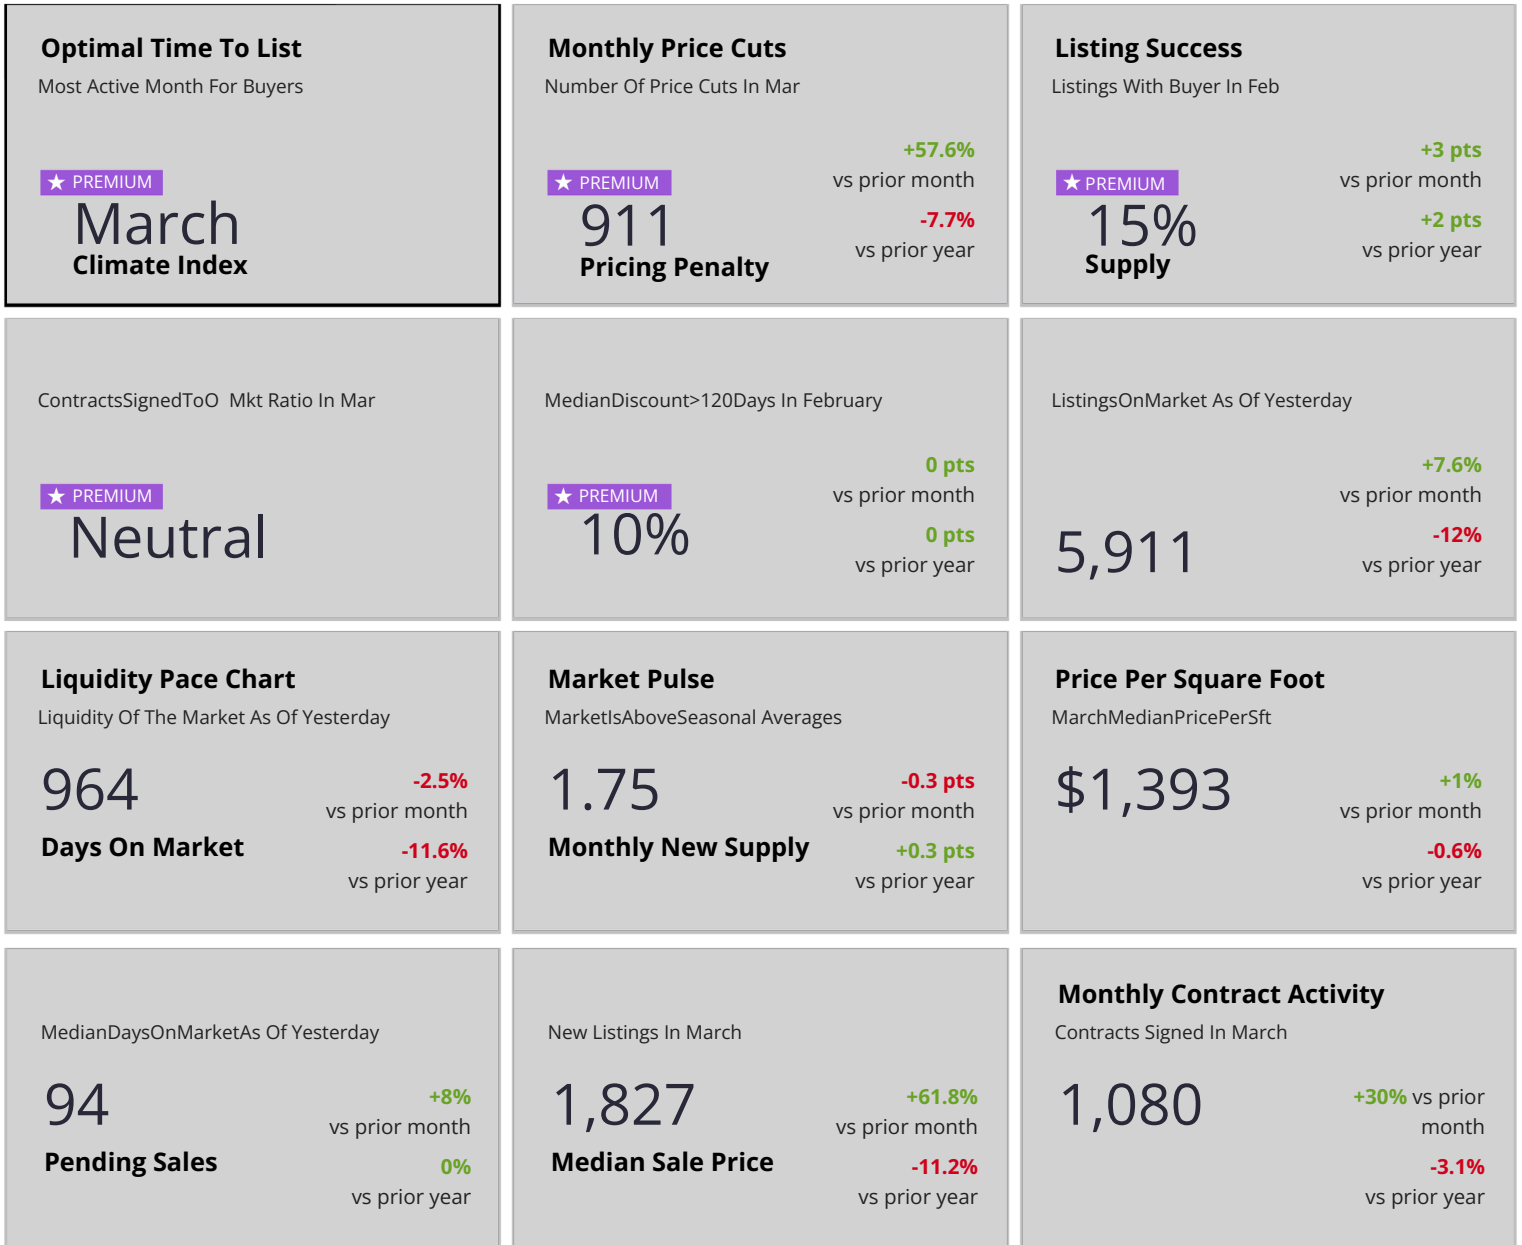 Optimal Time To List
Most Active Month For Buyers
★ PREMIUM
March
Climate Index
Monthly Price Cuts
Number Of Price Cuts In Mar
+57.6%
vs prior month
★ PREMIUM
911
-7.7%
vs prior year
Pricing Penalty
Listing Success
Listings With Buyer In Feb
+3 pts
vs prior month
★ PREMIUM
15%
+2 pts
vs prior year
Supply
ContractsSignedToO  Mkt Ratio In Mar
★ PREMIUM
Neutral
MedianDiscount>120Days In February
0 pts
vs prior month
★ PREMIUM
10%
0 pts
vs prior year
ListingsOnMarket As Of Yesterday
+7.6%
vs prior month
5,911
-12%
vs prior year
Liquidity Pace Chart
Liquidity Of The Market As Of Yesterday
964
-2.5%
vs prior month
Days On Market
-11.6%
vs prior year
Market Pulse
MarketIsAboveSeasonal Averages
1.75
-0.3 pts
vs prior month
Monthly New Supply
+0.3 pts
vs prior year
Price Per Square Foot
MarchMedianPricePerSft
$1,393
+1%
vs prior month
-0.6%
vs prior year
MedianDaysOnMarketAs Of Yesterday
94
+8%
vs prior month
Pending Sales
0%
vs prior year
New Listings In March
1,827
+61.8%
vs prior month
Median Sale Price
-11.2%
vs prior year
Monthly Contract Activity
Contracts Signed In March
1,080
+30% vs prior
month
-3.1%
vs prior year